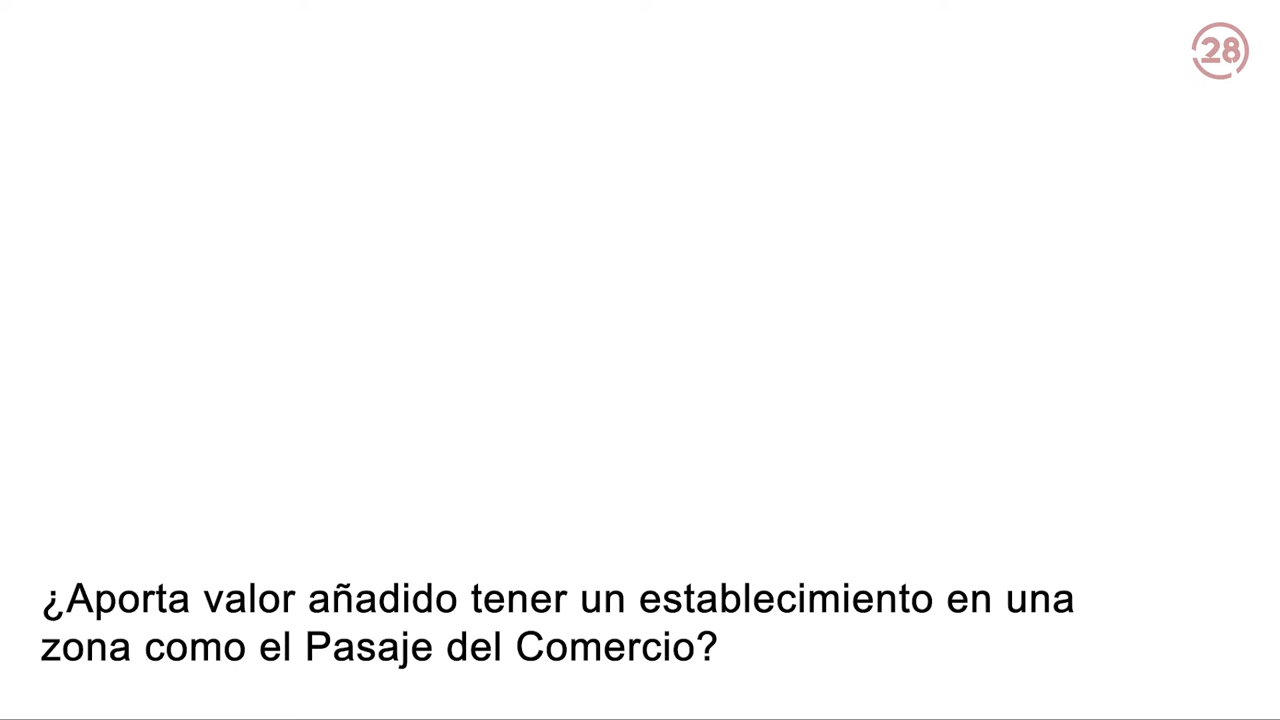 28
¿Aporta valor añadido tener un establecimiento en una
zona como el Pasaje del Comercio?